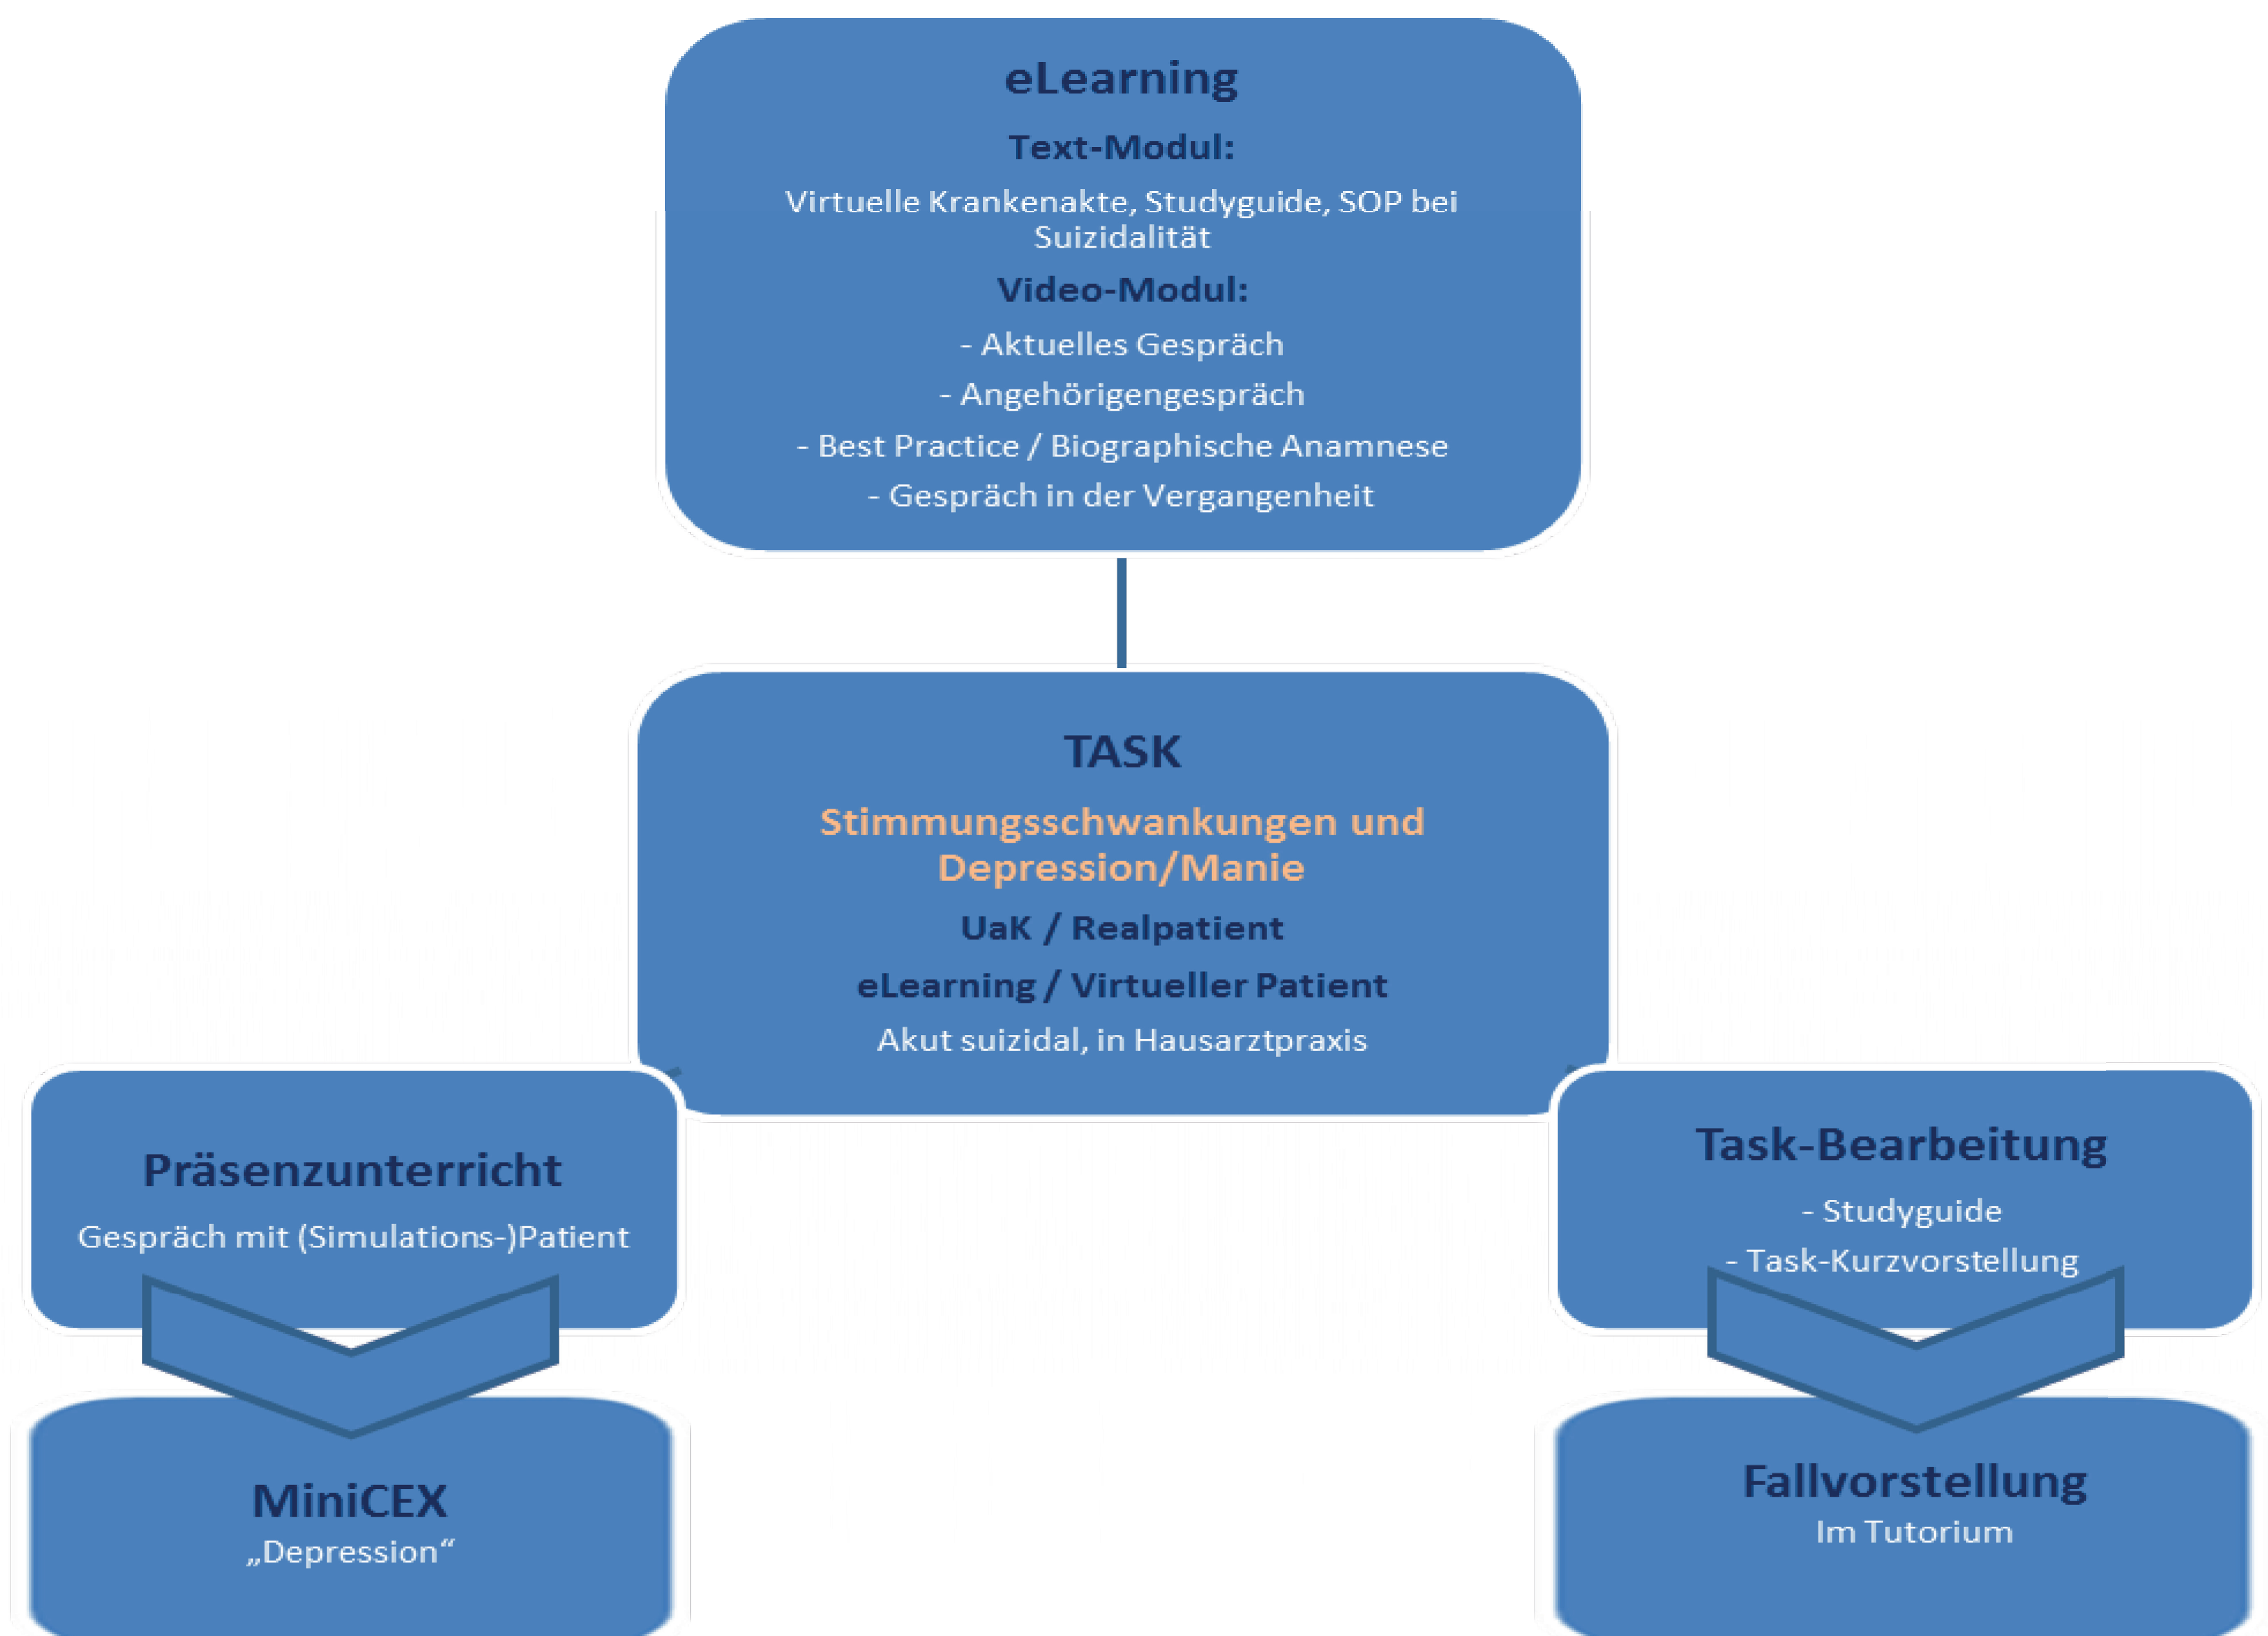 eLearning
Text-Modul:
Virtuelle Krankenakte, Studyguide, SOP bei
Suizidalität
Video-Modul:
- Aktuelles Gespräch
- Angehörigengespräch
- Best Practice / Biographische Anamnese
- Gespräch in der Vergangenheit
TASK
Stimmungsschwankungen und
Depression/Manie
UaK / Realpatient
eLearning / Virtueller Patient
Akut suizidal, in Hausarztpraxis
Präsenzunterricht
Gespräch mit (Simulations-)Patient
Task-Bearbeitung
- Studyguide
- Task-Kurzvorstellung
MiniCEX
„Depression“
Fallvorstellung
Im Tutorium